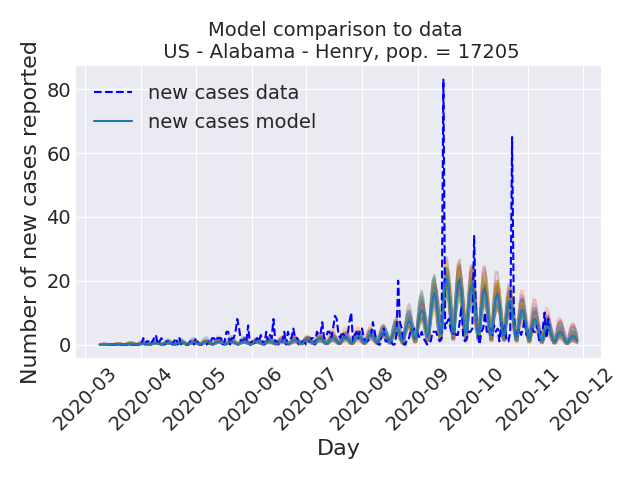 Model comparison to data
US - Alabama - Henry, pop. = 17205
new cases data
new cases model
Number of new cases reported
80
60
40
20
0
2020-03
2020-04
2020-05
2020-06
2020-07
2020-08
2020-09
2020-10
2020-11
2020-12
Day